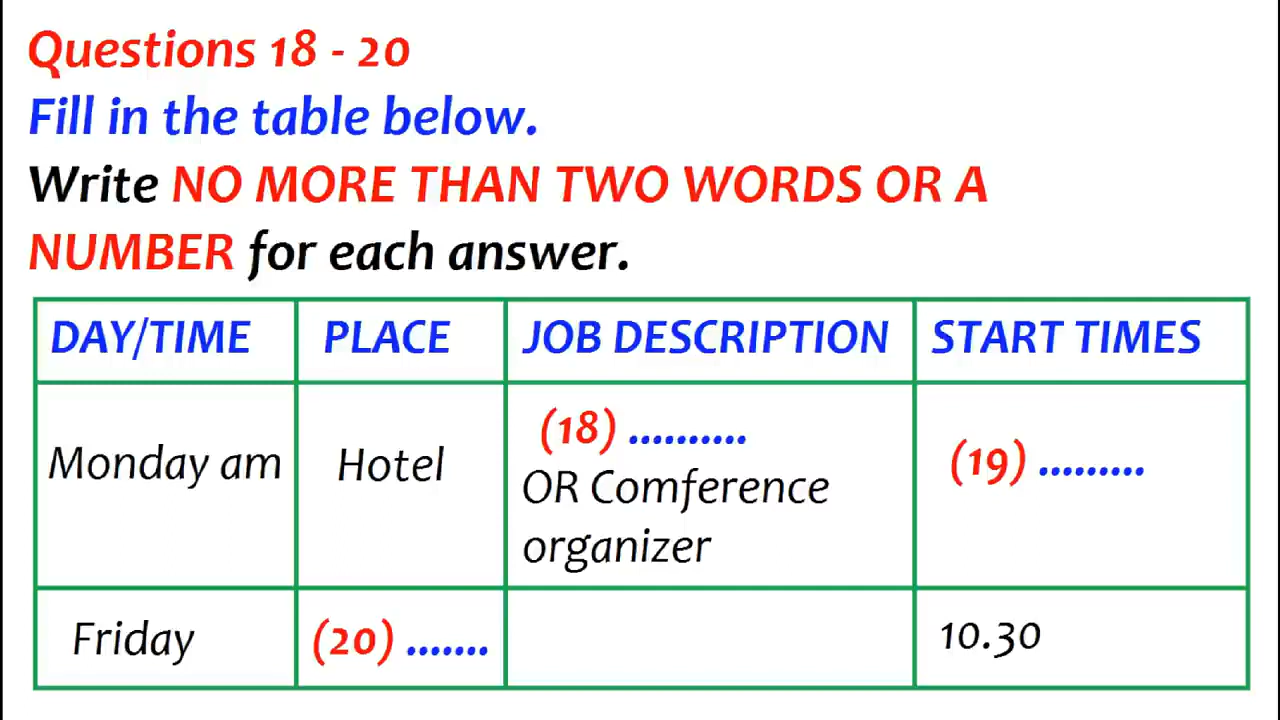 Questions 18 - 20
Fill in the table below.
Write NO MORE THAN TWO WORDS OR A
NUMBER for each answer.
DAY/TIME PLACE JOB DESCRIPTION START TIMES
Monday am Hotel (18) .......... (19) .........
OR Comference
organizer
Friday (20) ....... 10.30